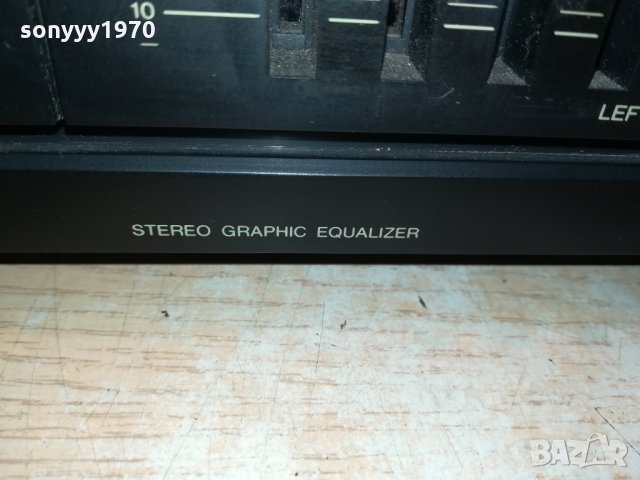 sonyyy1970
10
LEF
STEREO GRAPHIC EQUALIZER
BAZAR